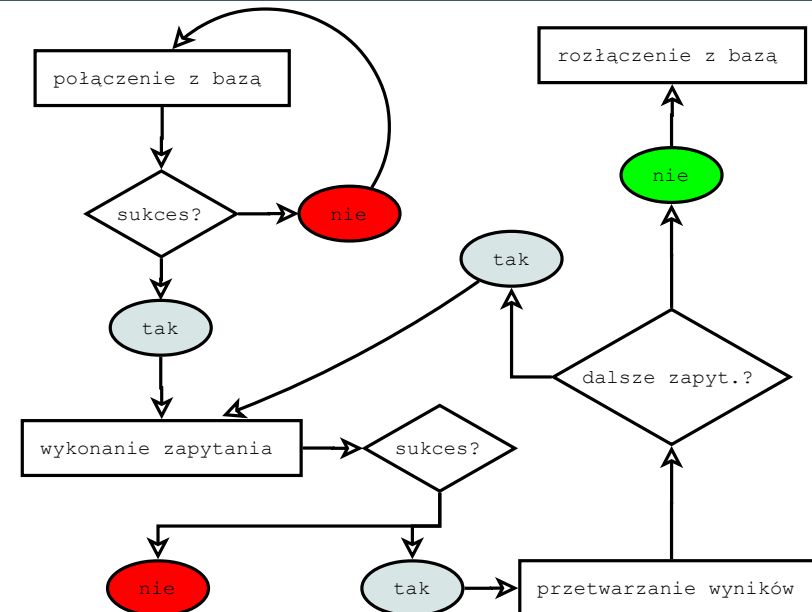 połączenie z bazą
sukces?
nie
tak
wykonanie zapytania
sukces?
nie
tak
przetwarzanie wyników
dalsze zapyt.?
tak
nie
rozłączenie z bazą